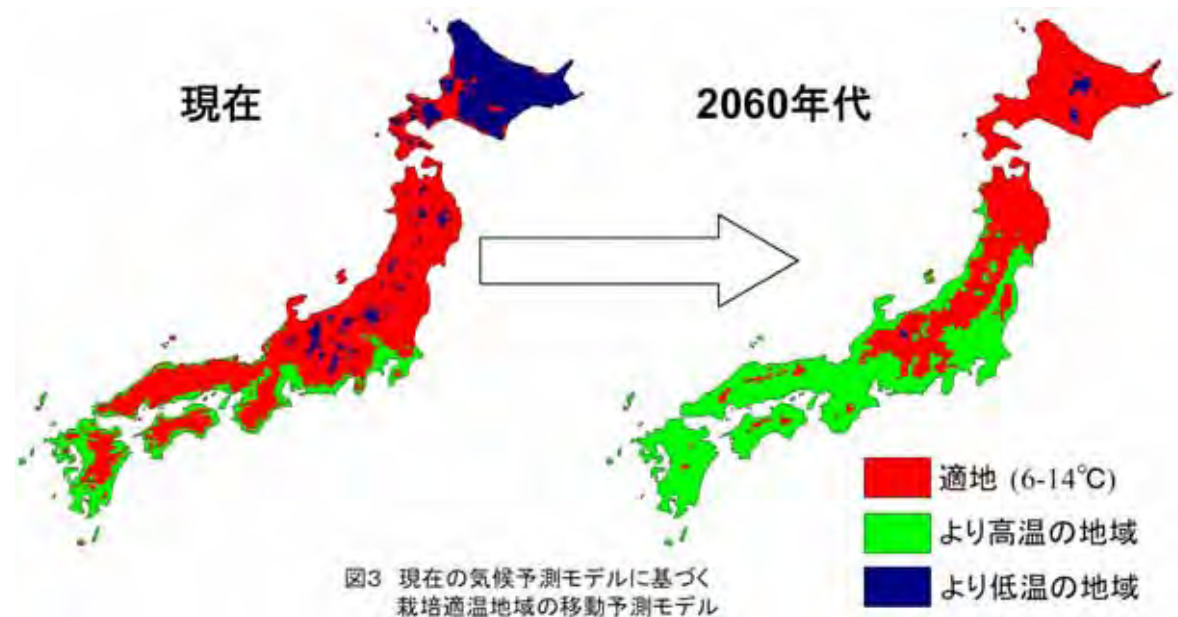 現在
2060年代
適地 (6-14℃)
より高温の地域
より低温の地域
図3 現在の気候予測モデルに基づく
栽培適温地域の移動予測モデル